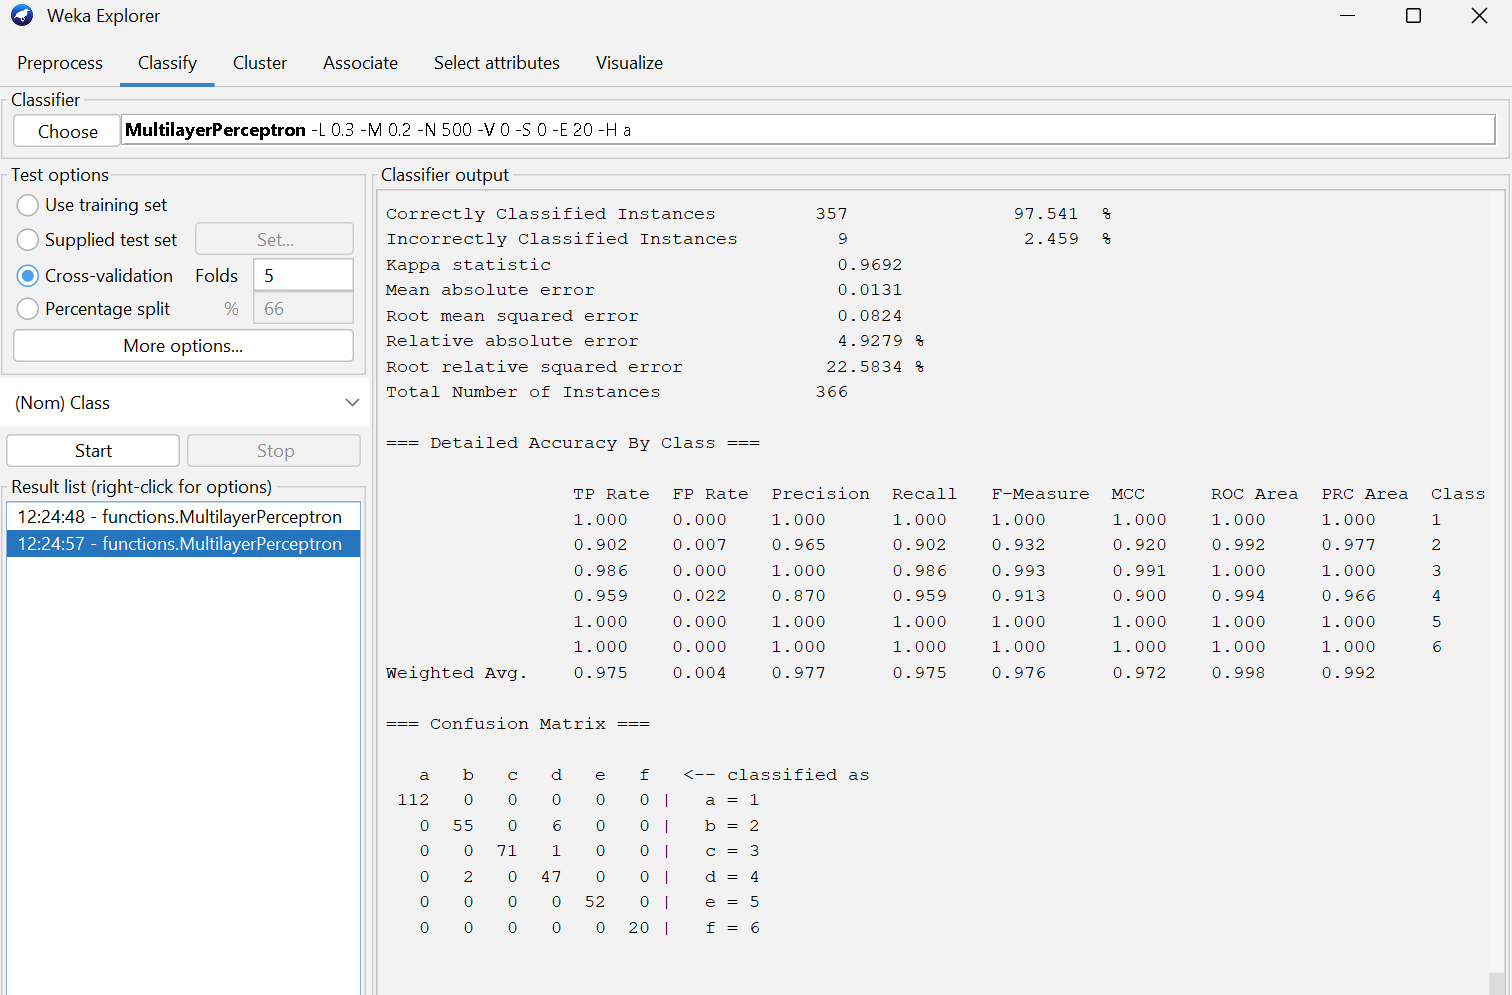 Weka Explorer
Preprocess Classify Cluster Associate Select attributes Visualize
Classifier
Choose MultilayerPerceptron -L 0.3 -M 0.2 -N 500 -V 0 -S 0 -E 20 -H a
Test options
Use training set
Supplied test set Set...
Cross-validation Folds 5
Percentage split % 66
More options...
(Nom) Class
Start Stop
Result list (right-click for options)
12:24:48 - functions.MultilayerPerceptron
12:24:57 - functions.MultilayerPerceptron
Classifier output
Correctly Classified Instances 357 97.541 %
Incorrectly Classified Instances 9 2.459 %
Kappa statistic 0.9692
Mean absolute error 0.0131
Root mean squared error 0.0824
Relative absolute error 4.9279 %
Root relative squared error 22.5834 %
Total Number of Instances 366
=== Detailed Accuracy By Class ===
TP Rate FP Rate Precision Recall F-Measure MCC ROC Area PRC Area Class
1.000 0.000 1.000 1.000 1.000 1.000 1.000 1.000 1
0.902 0.007 0.965 0.902 0.932 0.920 0.992 0.977 2
0.986 0.000 1.000 0.986 0.993 0.991 1.000 1.000 3
0.959 0.022 0.870 0.959 0.913 0.900 0.994 0.966 4
1.000 0.000 1.000 1.000 1.000 1.000 1.000 1.000 5
1.000 0.000 1.000 1.000 1.000 1.000 1.000 1.000 6
Weighted Avg. 0.975 0.004 0.977 0.975 0.976 0.972 0.998 0.992
=== Confusion Matrix ===
a b c d e f <-- classified as
112 0 0 0 0 0 | a = 1
0 55 0 6 0 0 | b = 2
0 0 71 1 0 0 | c = 3
0 2 0 47 0 0 | d = 4
0 0 0 0 52 0 | e = 5
0 0 0 0 0 20 | f = 6